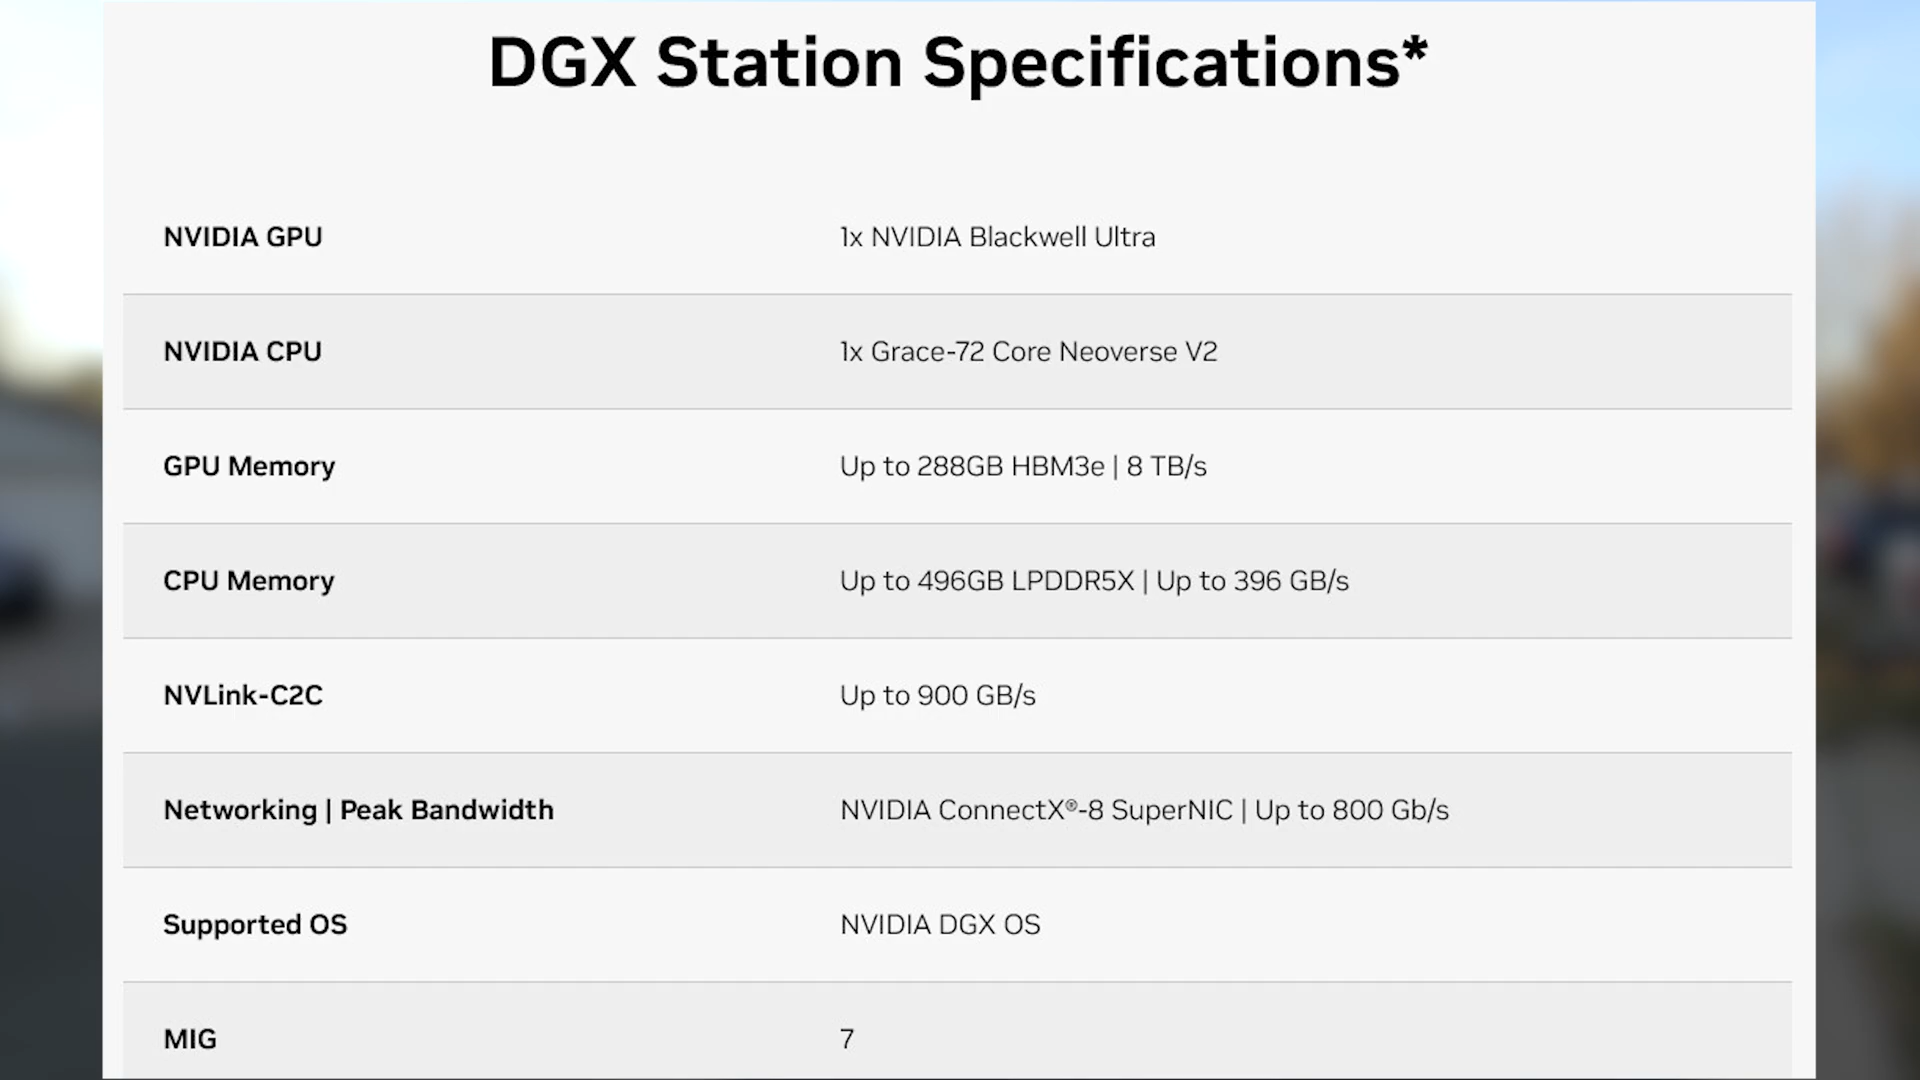 DGX Station Specifications*
NVIDIA GPU 1x NVIDIA Blackwell Ultra
NVIDIA CPU 1x Grace-72 Core Neoverse V2
GPU Memory Up to 288GB HBM3e | 8 TB/s
CPU Memory Up to 496GB LPDDR5X | Up to 396 GB/s
NVLink-C2C Up to 900 GB/s
Networking | Peak Bandwidth NVIDIA ConnectX®-8 SuperNIC | Up to 800 Gb/s
Supported OS NVIDIA DGX OS
MIG 7